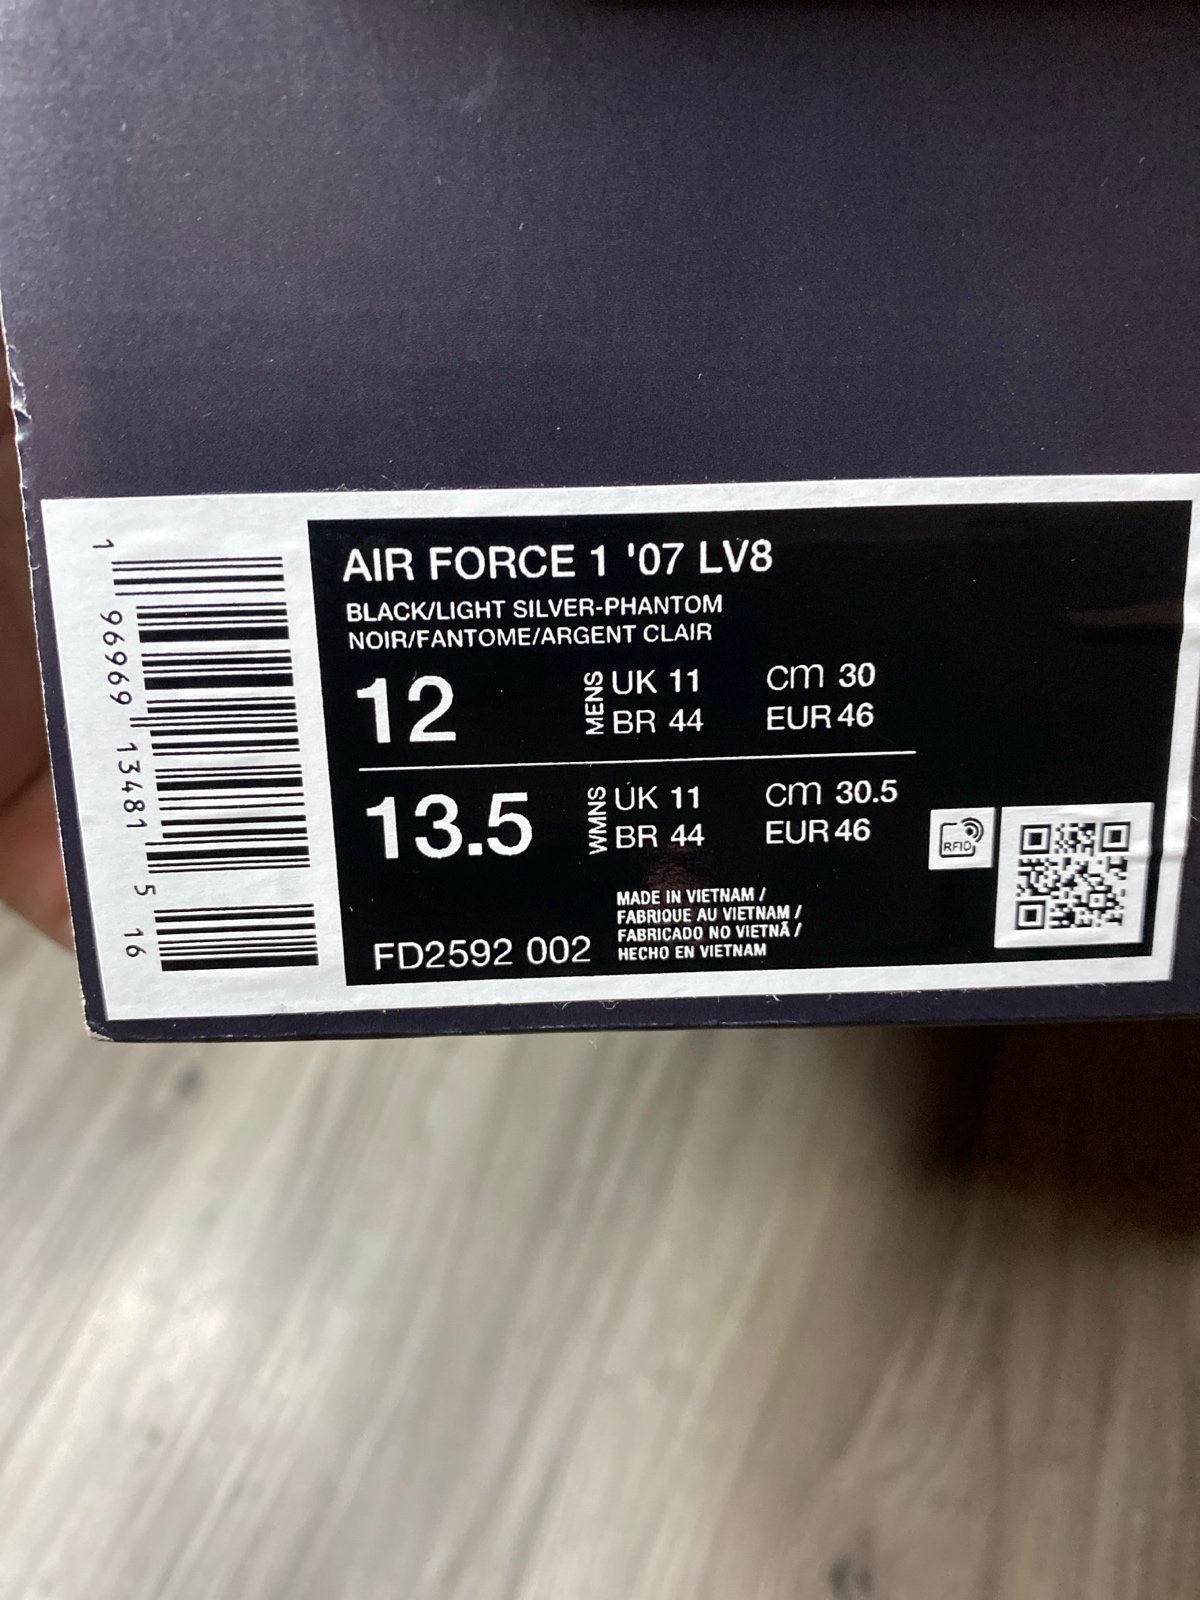 1 96969 13481 5 16
AIR FORCE 1 '07 LV8
BLACK/LIGHT SILVER-PHANTOM
NOIR/FANTOME/ARGENT CLAIR
12 MENS UK 11 cm 30
BR 44 EUR 46
13.5 WMNS UK 11 cm 30.5
BR 44 EUR 46
RFID
MADE IN VIETNAM /
FABRIQUE AU VIETNAM /
FABRICADO NO VIETNÃ /
HECHO EN VIETNAM
FD2592 002